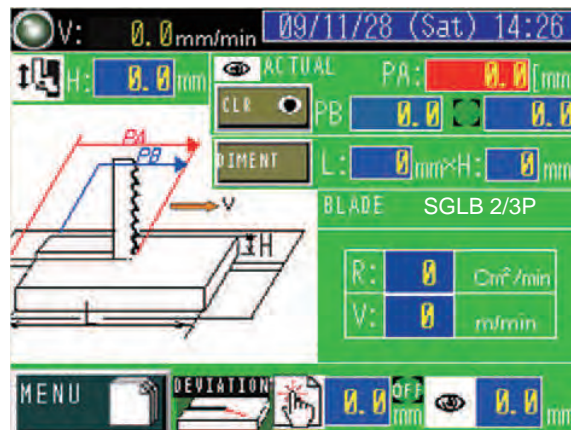 V: 0.0 mm/min 09/11/28 (Sat) 14:26
H: 0.0 mm ACTUAL PA: 0.0 [mm
CLR PB 0.0 0.0
DIMENT L: 0 mm×H: 0 mm
PA
PB
V
H
L
BLADE SGLB 2/3P
R: 0 Cm²/min
V: 0 m/min
MENU DEVIATION 0.0 mm OFF 0.0 mm